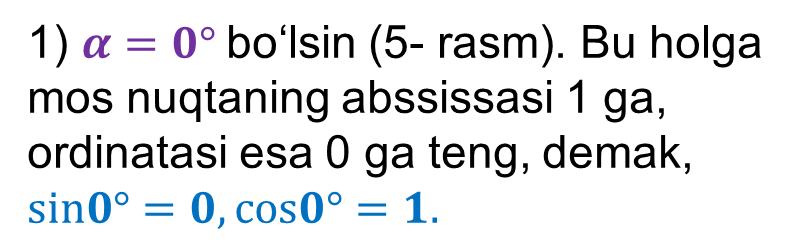 1) 𝜶 = 𝟎° bo‘lsin (5- rasm). Bu holga
mos nuqtaning abssissasi 1 ga,
ordinatasi esa 0 ga teng, demak,
sin𝟎° = 𝟎, cos𝟎° = 𝟏.